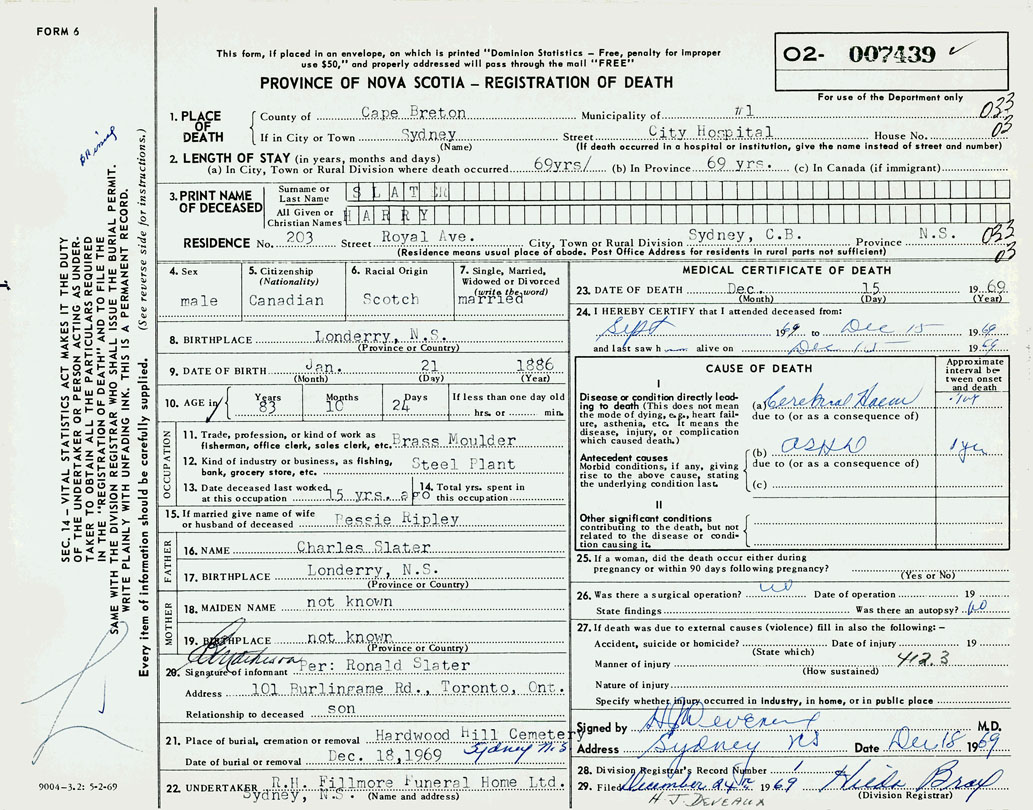 FORM 6
This form, if placed in an envelope, on which is printed "Dominion Statistics – Free, penalty for improper
use $50," and properly addressed will pass through the mail "FREE"
PROVINCE OF NOVA SCOTIA – REGISTRATION OF DEATH
02- 007439
For use of the Department only
SEC. 14 – VITAL STATISTICS ACT MAKES IT THE DUTY
OF THE UNDERTAKER OR PERSON ACTING AS UNDER-
TAKER TO OBTAIN ALL THE PARTICULARS REQUIRED
IN THE "REGISTRATION OF DEATH" AND TO FILE THE
SAME WITH THE DIVISION REGISTRAR WHO SHALL ISSUE THE BURIAL PERMIT.
WRITE PLAINLY WITH UNFADING INK. THIS IS A PERMANENT RECORD.
Every item of information should be carefully supplied. (See reverse side for instructions.)
1. PLACE OF DEATH County of Cape Breton Municipality of #1 033
If in City or Town Sydney Street City Hospital House No. 03
(Name) (If death occurred in a hospital or institution, give the name instead of street and number)
2. LENGTH OF STAY (in years, months and days)
(a) In City, Town or Rural Division where death occurred 69yrs/ (b) In Province 69 yrs. (c) In Canada (if immigrant)
3. PRINT NAME OF DECEASED Surname or Last Name SLATER
All Given or Christian Names HARRY
RESIDENCE No. 203 Street Royal Ave. City, Town or Rural Division Sydney, C.B. Province N.S. 033
(Residence means usual place of abode. Post Office Address for residents in rural parts not sufficient) 03
4. Sex male
5. Citizenship (Nationality) Canadian
6. Racial Origin Scotch
7. Single, Married, Widowed or Divorced (write the word) married
8. BIRTHPLACE Londerry, N.S.
(Province or Country)
9. DATE OF BIRTH Jan. 21 1886
(Month) (Day) (Year)
10. AGE in Years 83 Months 10 Days 24 If less than one day old hrs. or min.
OCCUPATION
11. Trade, profession, or kind of work as fisherman, office clerk, sales clerk, etc. Brass Moulder
12. Kind of industry or business, as fishing, bank, grocery store, etc. Steel Plant
13. Date deceased last worked at this occupation 15 yrs. ago
14. Total yrs. spent in this occupation
15. If married give name of wife or husband of deceased Bessie Ripley
FATHER
16. NAME Charles Slater
17. BIRTHPLACE Londerry, N.S.
(Province or Country)
MOTHER
18. MAIDEN NAME not known
19. BIRTHPLACE not known
(Province or Country)
20. Signature of informant Per: Ronald Slater
Address 101 Burlingame Rd., Toronto, Ont.
Relationship to deceased son
21. Place of burial, cremation or removal Hardwood Hill Cemetery
Sydney N.S
Date of burial or removal Dec. 18,1969
22. UNDERTAKER R.H. Fillmore Funeral Home Ltd.
Sydney, N.S. (Name and address)
9004-3.2: 5-2-69
MEDICAL CERTIFICATE OF DEATH
23. DATE OF DEATH Dec. 15 1969
(Month) (Day) (Year)
24. I HEREBY CERTIFY that I attended deceased from:
Sept 1969 to Dec 15 1969
and last saw h alive on Dec 15 1969
CAUSE OF DEATH
Approximate interval between onset and death
I
Disease or condition directly lead-
ing to death (This does not
mean the mode of dying, e.g., heart fail-
ure, asthenia, etc. It means the
disease, injury, or complication
which caused death.)
(a) Cerebral Haem
due to (or as a consequence of)
Antecedent causes
Morbid conditions, if any, giving
rise to the above cause, stating
the underlying condition last.
(b) ASHD 1 yr
due to (or as a consequence of)
(c)
II
Other significant conditions
contributing to the death, but not
related to the disease or condi-
tion causing it.
25. If a woman, did the death occur either during
pregnancy or within 90 days following pregnancy?
(Yes or No)
26. Was there a surgical operation? no Date of operation 19
State findings Was there an autopsy? No
27. If death was due to external causes (violence) fill in also the following:–
Accident, suicide or homicide? Date of injury 19
(State which)
Manner of injury 412.3
(How sustained)
Nature of injury
Specify whether injury occurred in Industry, in home, or in public place
Signed by H J Deveaux M.D.
Address Sydney NS Date Dec 18 1969
28. Division Registrar's Record Number
29. Filed December 24th 1969 Hilda Bray
(Division Registrar)
H J DEVEAUX